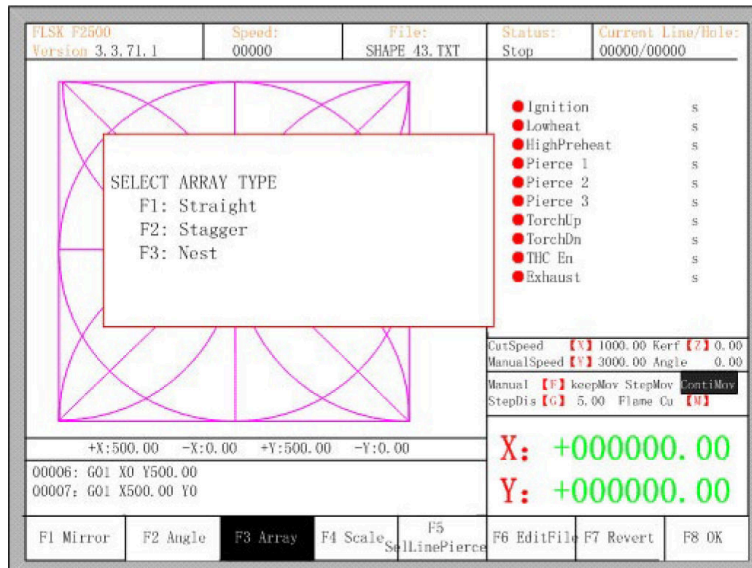 FLSK F2500
Version 3.3.71.1
Speed:
00000
File:
SHAPE 43.TXT
Status:
Stop
Current Line/Hole:
00000/00000
SELECT ARRAY TYPE
F1: Straight
F2: Stagger
F3: Nest
Ignition s
Lowheat s
HighPreheat s
Pierce 1 s
Pierce 2 s
Pierce 3 s
TorchUp s
TorchDn s
THC En s
Exhaust s
CutSpeed 【X】 1000.00 Kerf 【Z】 0.00
ManualSpeed 【Y】 3000.00 Angle 0.00
Manual 【F】 keepMov StepMov ContiMov
StepDis 【G】 5.00 Flame Cu 【M】
+X:500.00 -X:0.00 +Y:500.00 -Y:0.00
00006: G01 X0 Y500.00
00007: G01 X500.00 Y0
X: +000000.00
Y: +000000.00
F1 Mirror
F2 Angle
F3 Array
F4 Scale
F5
SelLinePierce
F6 EditFile
F7 Revert
F8 OK